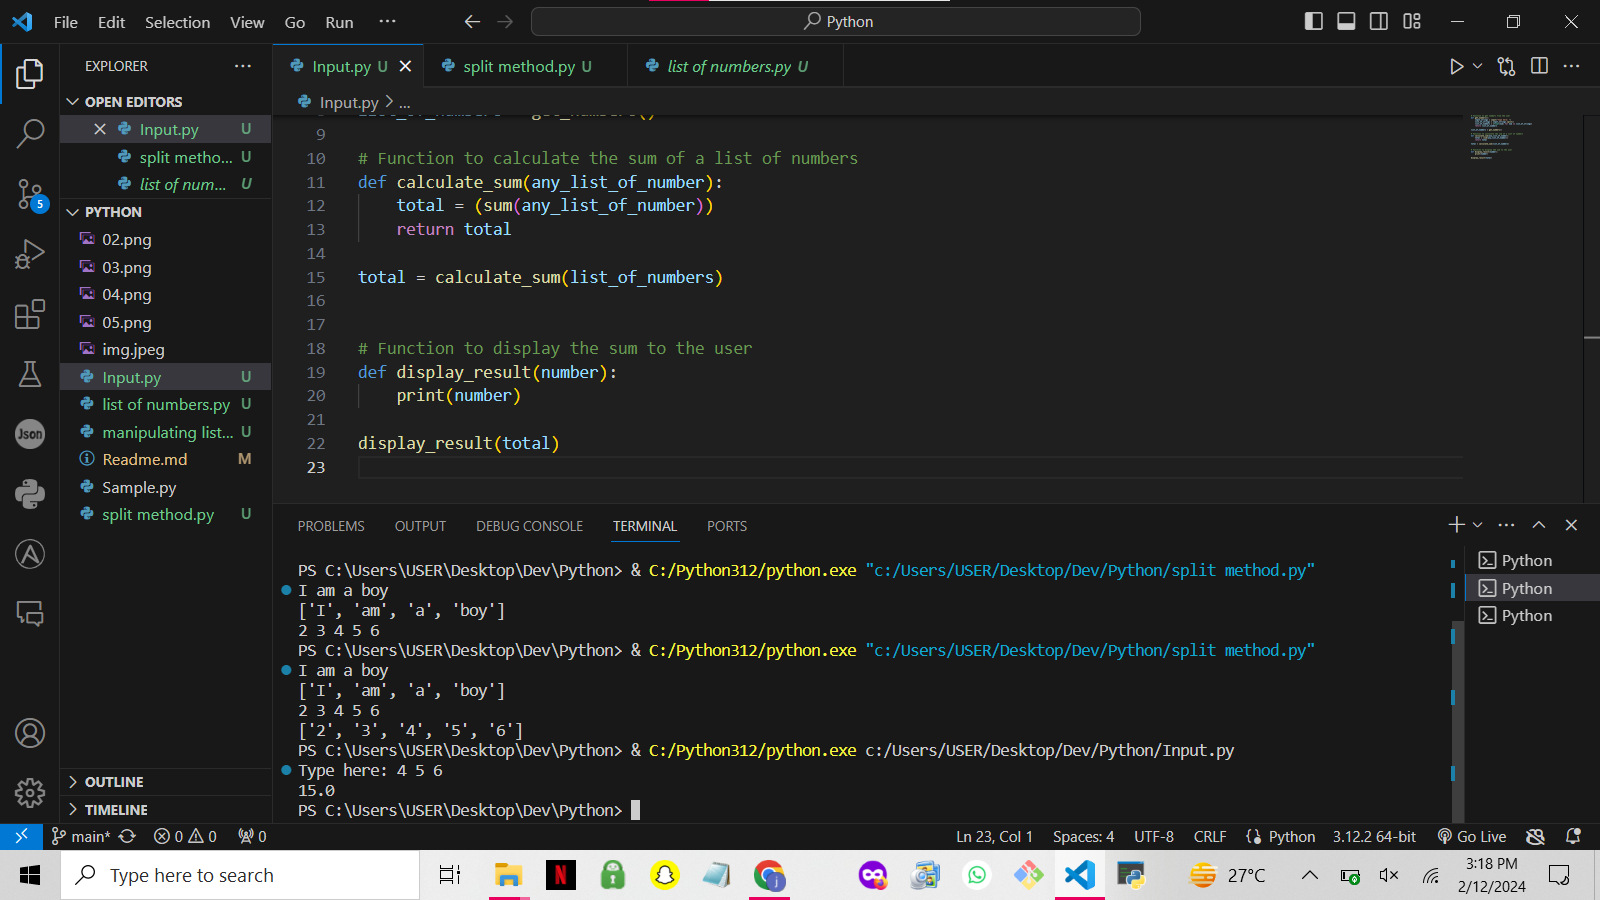 File Edit Selection View Go Run ···
Python
EXPLORER ···
OPEN EDITORS
Input.py U
split metho... U
list of num... U
PYTHON
02.png
03.png
04.png
05.png
img.jpeg
Input.py U
list of numbers.py U
manipulating list... U
Readme.md M
Sample.py
split method.py U
OUTLINE
TIMELINE
5
Json
Input.py U
split method.py U
list of numbers.py U
Input.py > ...
9
10 # Function to calculate the sum of a list of numbers
11 def calculate_sum(any_list_of_number):
12 total = (sum(any_list_of_number))
13 return total
14
15 total = calculate_sum(list_of_numbers)
16
17
18 # Function to display the sum to the user
19 def display_result(number):
20 print(number)
21
22 display_result(total)
23
PROBLEMS OUTPUT DEBUG CONSOLE TERMINAL PORTS
PS C:\Users\USER\Desktop\Dev\Python> & C:/Python312/python.exe "c:/Users/USER/Desktop/Dev/Python/split method.py"
I am a boy
['I', 'am', 'a', 'boy']
2 3 4 5 6
PS C:\Users\USER\Desktop\Dev\Python> & C:/Python312/python.exe "c:/Users/USER/Desktop/Dev/Python/split method.py"
I am a boy
['I', 'am', 'a', 'boy']
2 3 4 5 6
['2', '3', '4', '5', '6']
PS C:\Users\USER\Desktop\Dev\Python> & C:/Python312/python.exe c:/Users/USER/Desktop/Dev/Python/Input.py
Type here: 4 5 6
15.0
PS C:\Users\USER\Desktop\Dev\Python>
Python
Python
Python
main* 0 0 0
Ln 23, Col 1 Spaces: 4 UTF-8 CRLF Python 3.12.2 64-bit Go Live
Type here to search
27°C
3:18 PM
2/12/2024